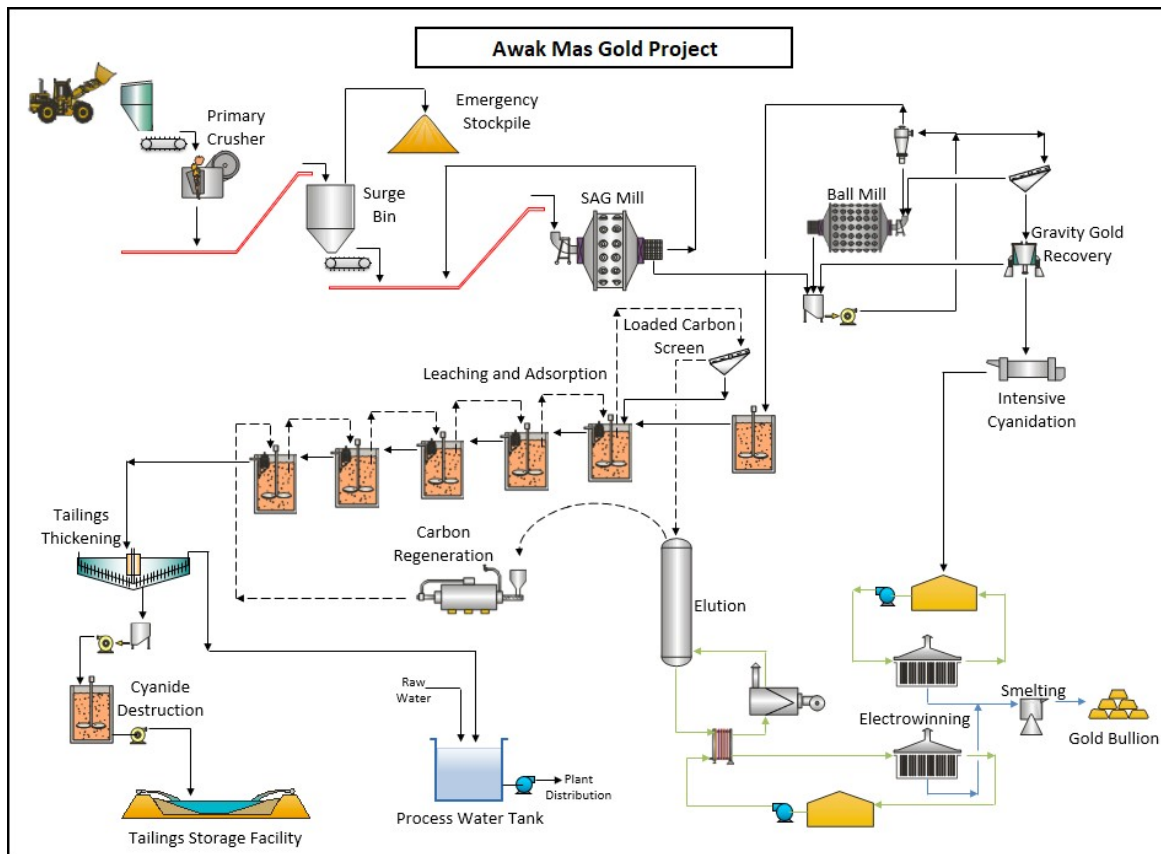 Awak Mas Gold Project
Primary
Crusher
Emergency
Stockpile
Surge
Bin
SAG Mill
Ball Mill
Gravity Gold
Recovery
Loaded Carbon
Screen
Leaching and Adsorption
Intensive
Cyanidation
Tailings
Thickening
Carbon
Regeneration
Elution
Cyanide
Destruction
Raw
Water
Smelting
Electrowinning
Gold Bullion
Plant
Distribution
Process Water Tank
Tailings Storage Facility